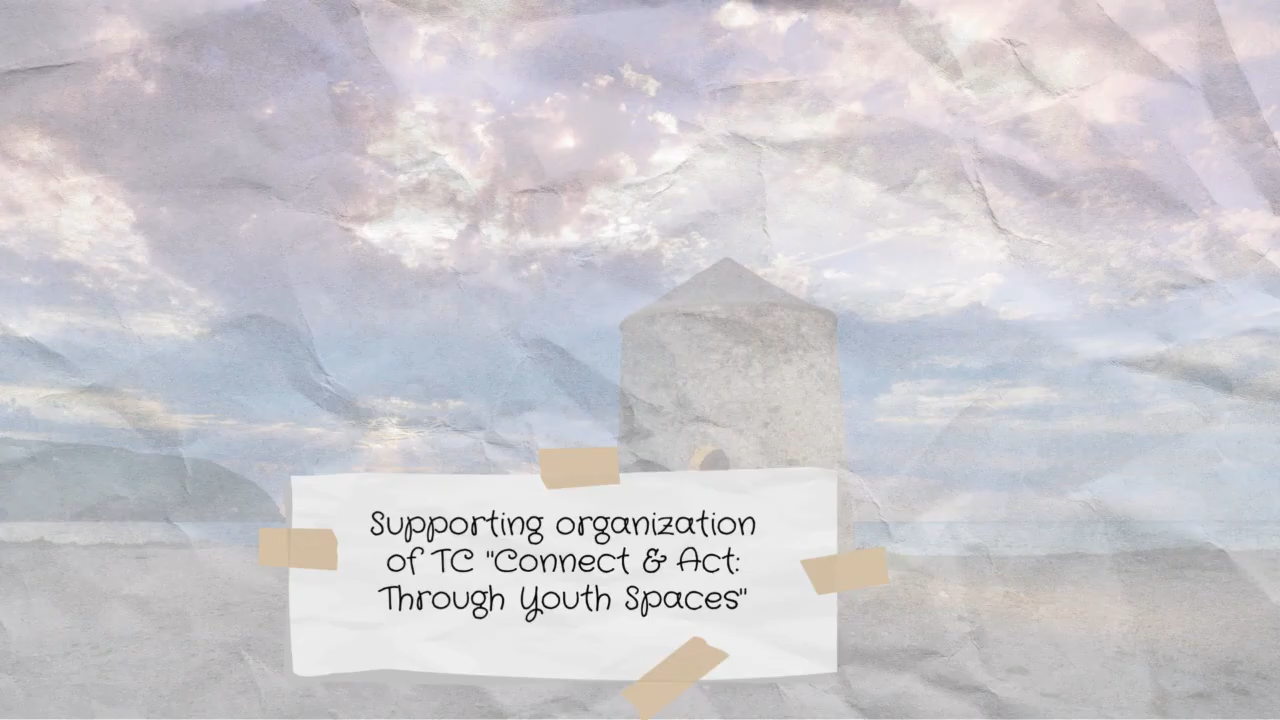 Supporting organization
of TC "Connect & Act:
Through Youth Spaces"